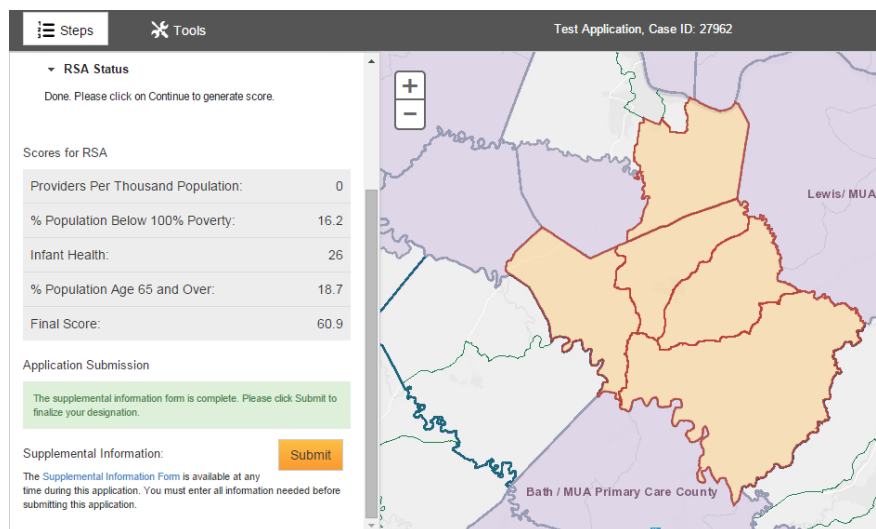 Steps
Tools
Test Application, Case ID: 27962
RSA Status
Done. Please click on Continue to generate score.
Scores for RSA
Providers Per Thousand Population: 0
% Population Below 100% Poverty: 16.2
Infant Health: 26
% Population Age 65 and Over: 18.7
Final Score: 60.9
Application Submission
The supplemental information form is complete. Please click Submit to
finalize your designation.
Supplemental Information:
Submit
The Supplemental Information Form is available at any
time during this application. You must enter all information needed before
submitting this application.
+
−
Lewis/ MUA
Bath / MUA Primary Care County